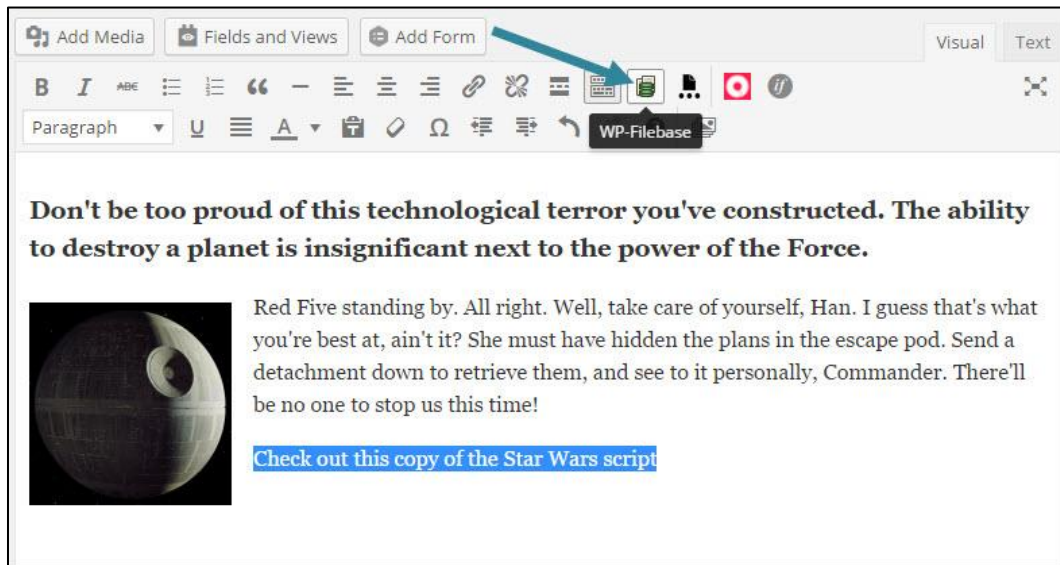 Add Media Fields and Views Add Form Visual Text
B I ABE “ —
Paragraph U A Ω WP-Filebase
Don't be too proud of this technological terror you've constructed. The ability
to destroy a planet is insignificant next to the power of the Force.
Red Five standing by. All right. Well, take care of yourself, Han. I guess that's what
you're best at, ain't it? She must have hidden the plans in the escape pod. Send a
detachment down to retrieve them, and see to it personally, Commander. There'll
be no one to stop us this time!
Check out this copy of the Star Wars script